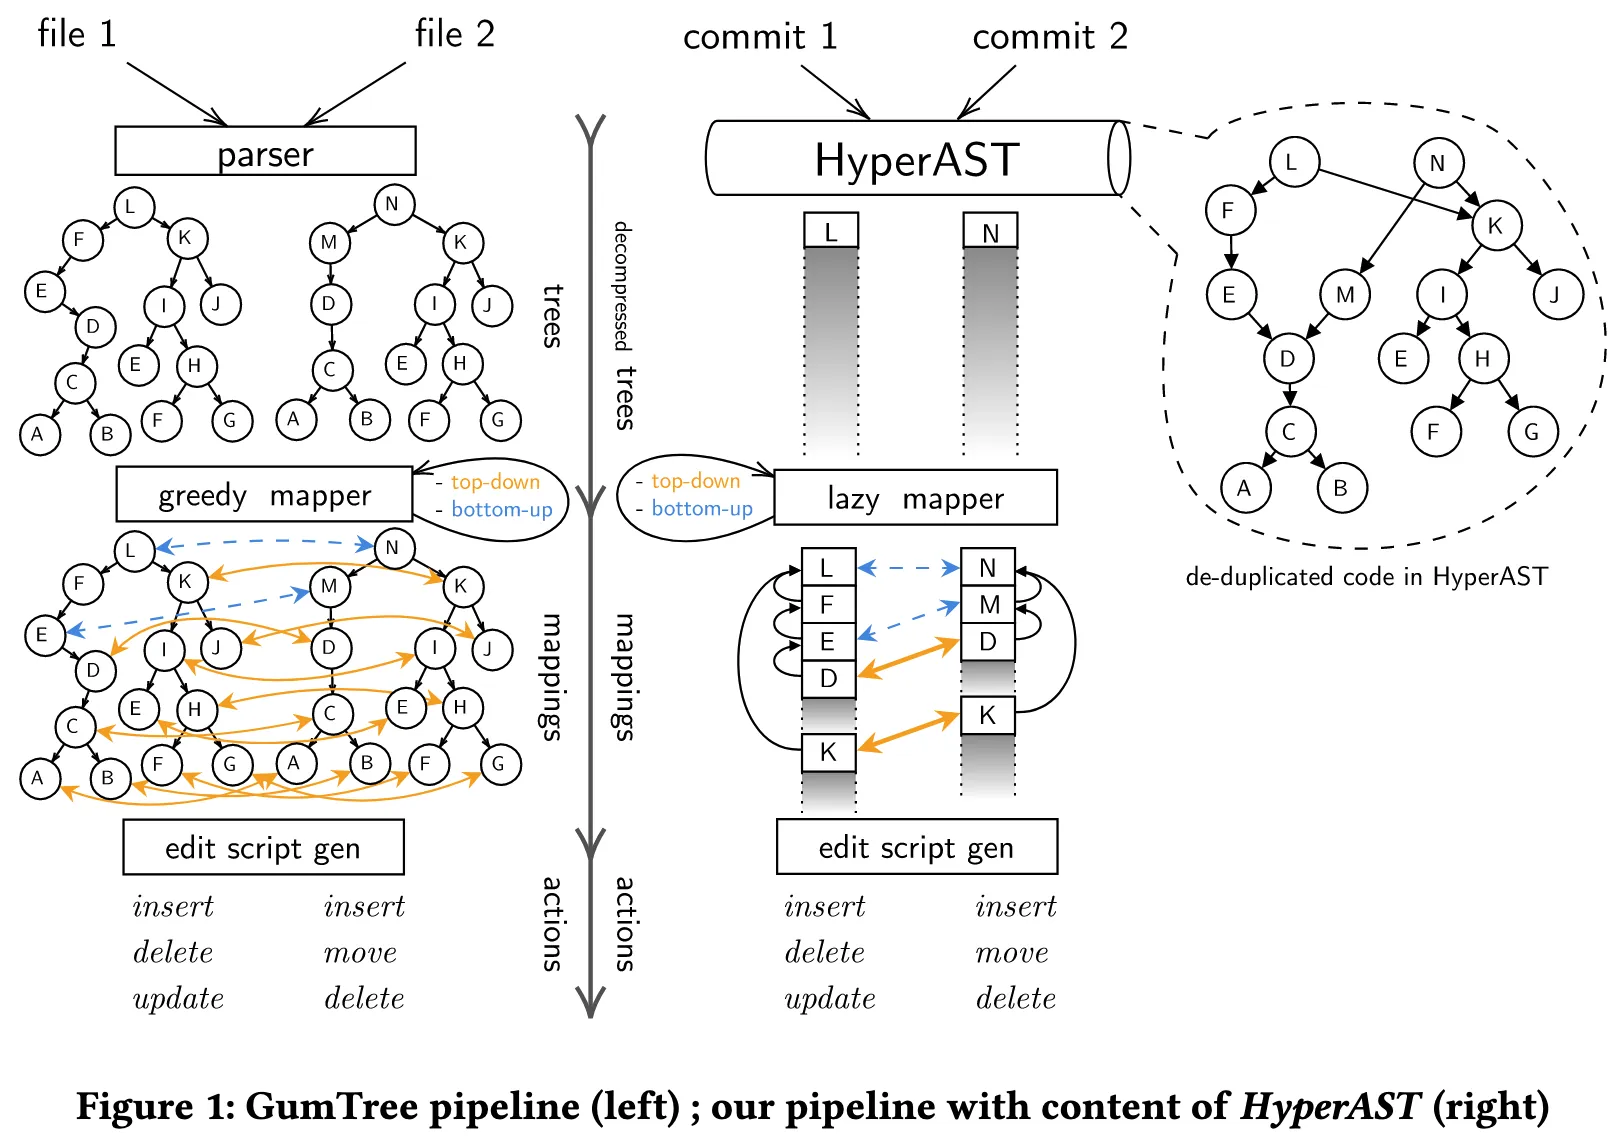 file 1
file 2
parser
L
F
K
E
D
I
J
C
E
H
A
B
F
G
N
M
K
D
I
J
C
E
H
A
B
F
G
trees
greedy mapper
- top-down
- bottom-up
L
F
K
E
D
I
J
C
E
H
A
B
F
G
N
M
K
D
I
J
C
E
H
A
B
F
G
mappings
edit script gen
insert insert
delete move
update delete
actions
commit 1
commit 2
HyperAST
L
N
decompressed trees
lazy mapper
- top-down
- bottom-up
L
F
E
D
K
N
M
D
K
mappings
edit script gen
insert insert
delete move
update delete
actions
L
N
F
K
E
M
I
J
D
E
H
C
F
G
A
B
de-duplicated code in HyperAST
Figure 1: GumTree pipeline (left) ; our pipeline with content of HyperAST (right)